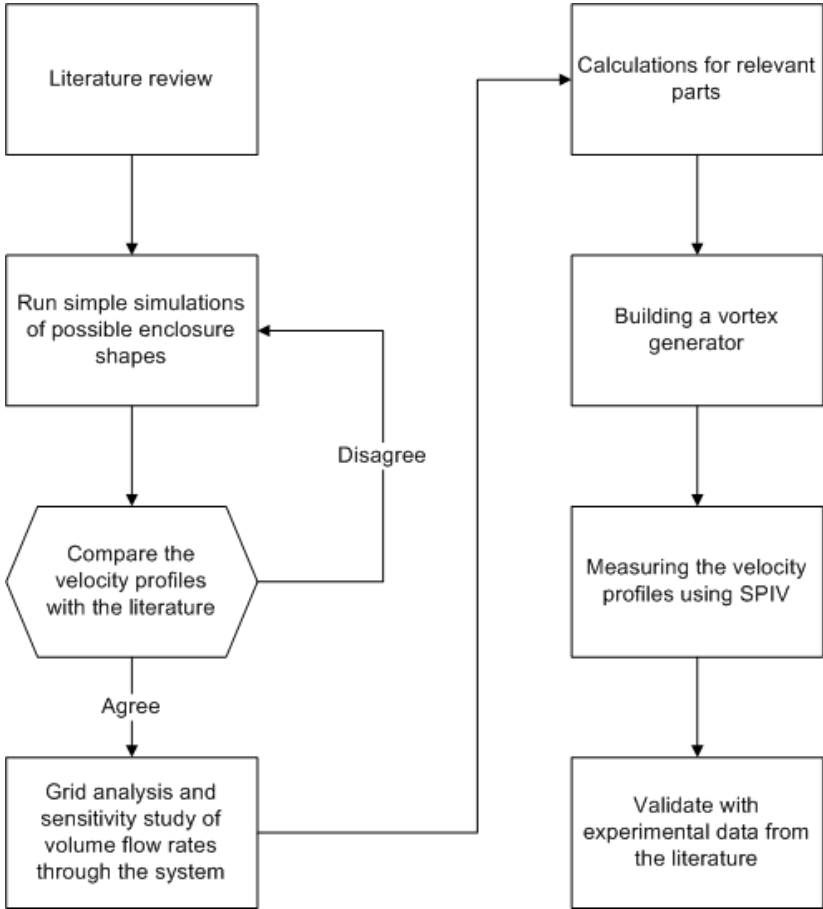 Literature review
Run simple simulations
of possible enclosure
shapes
Disagree
Compare the
velocity profiles
with the literature
Agree
Grid analysis and
sensitivity study of
volume flow rates
through the system
Calculations for relevant
parts
Building a vortex
generator
Measuring the velocity
profiles using SPIV
Validate with
experimental data from
the literature